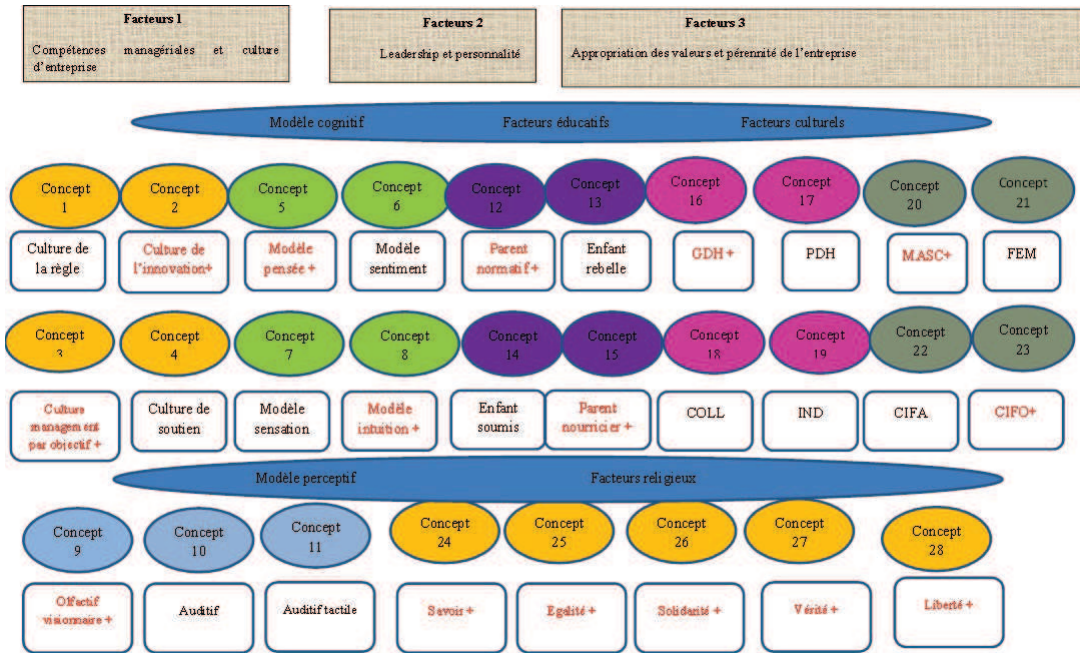 Facteurs 1
Compétences managériales et culture
d’entreprise
Facteurs 2
Leadership et personnalité
Facteurs 3
Appropriation des valeurs et pérennité de l’entreprise
Modèle cognitif Facteurs éducatifs Facteurs culturels
Concept Concept Concept Concept Concept Concept Concept Concept Concept Concept
1 2 5 6 12 13 16 17 20 21
Culture de
la règle
Culture de
l’innovation+
Modèle
pensée +
Modèle
sentiment
Parent
normatif +
Enfant
rebelle
GDH +
PDH
MASC+
FEM
Concept Concept Concept Concept Concept Concept Concept Concept Concept Concept
3 4 7 8 14 15 18 19 22 23
Culture
management
par objectif +
Culture de
soutien
Modèle
sensation
Modèle
intuition +
Enfant
soumis
Parent
nourricier +
COLL
IND
CIFA
CIFO+
Modèle perceptif Facteurs religieux
Concept Concept Concept Concept Concept Concept Concept Concept
9 10 11 24 25 26 27 28
Olfactif
visionnaire +
Auditif
Auditif tactile
Savoir +
Egalité +
Solidarité +
Vérité +
Liberté +